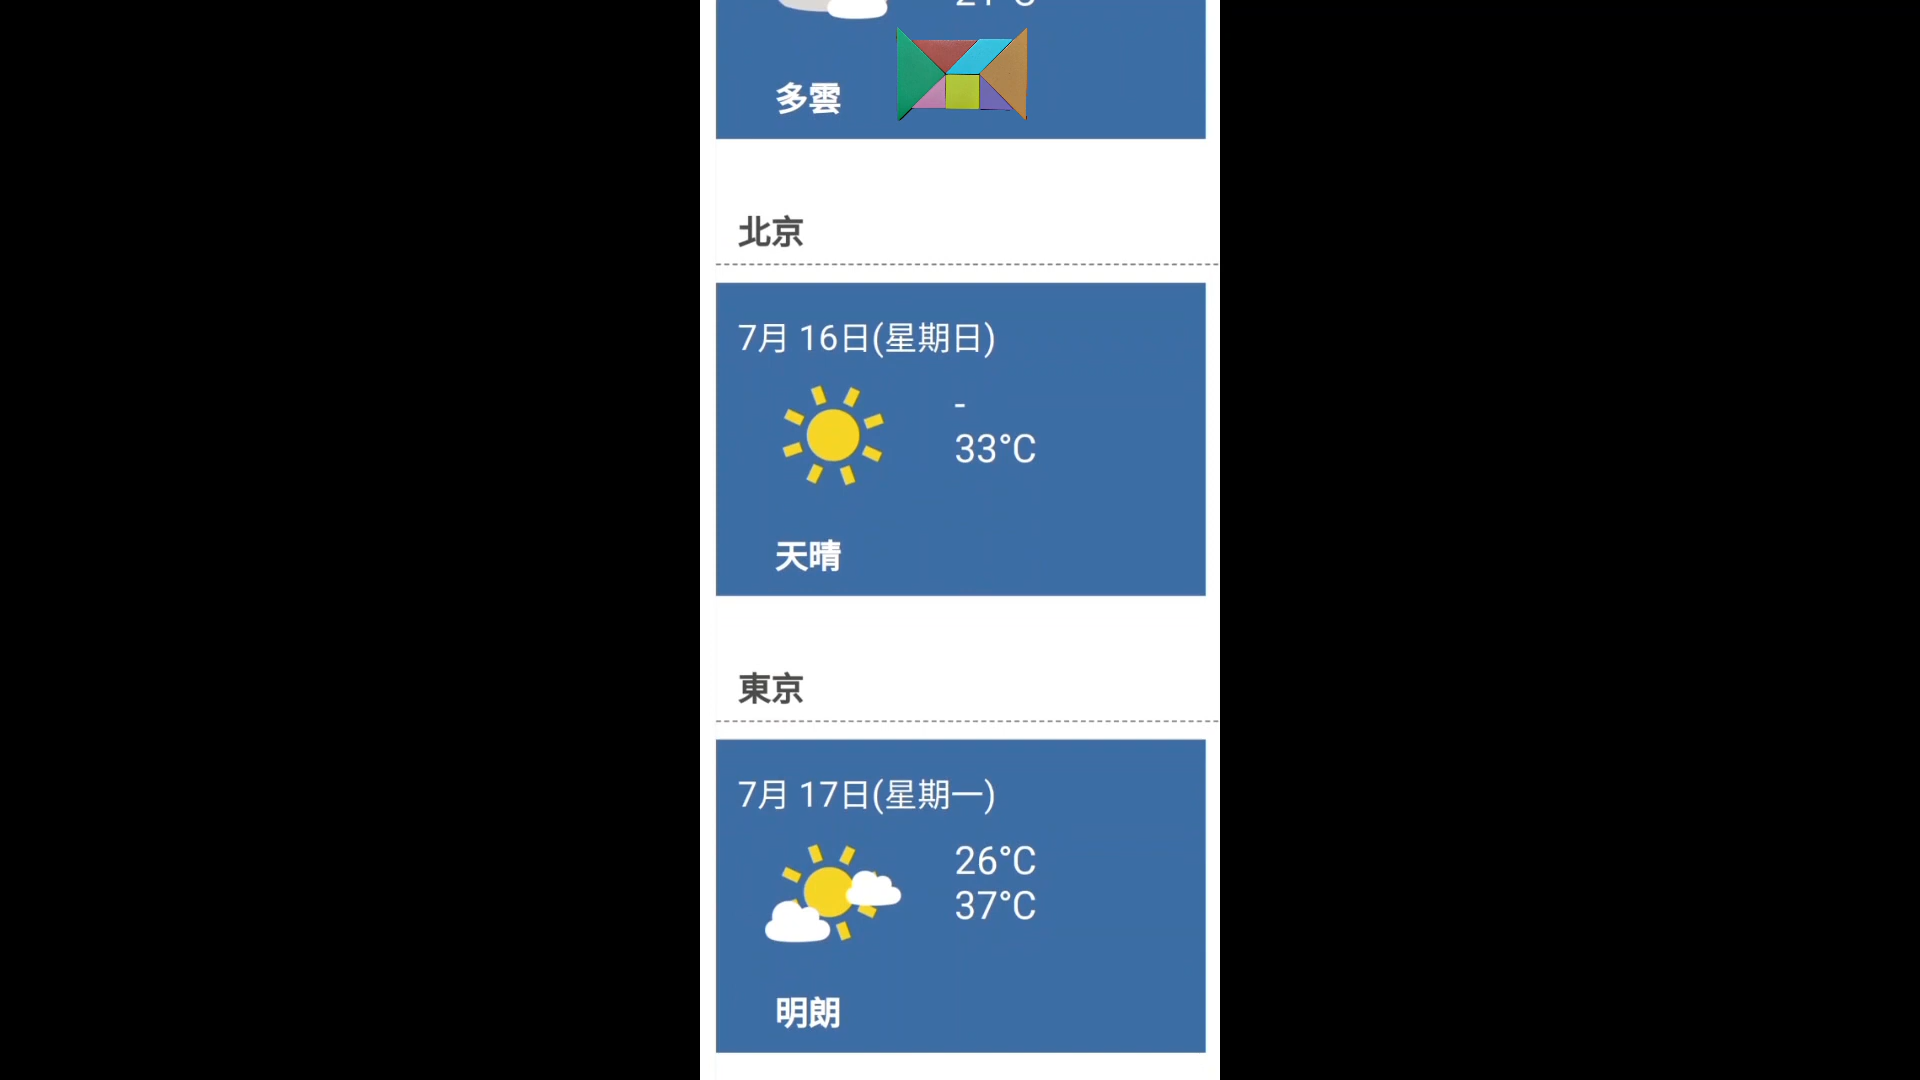 多雲
北京
7月 16日(星期日)
-
33°C
天晴
東京
7月 17日(星期一)
26°C
37°C
明朗